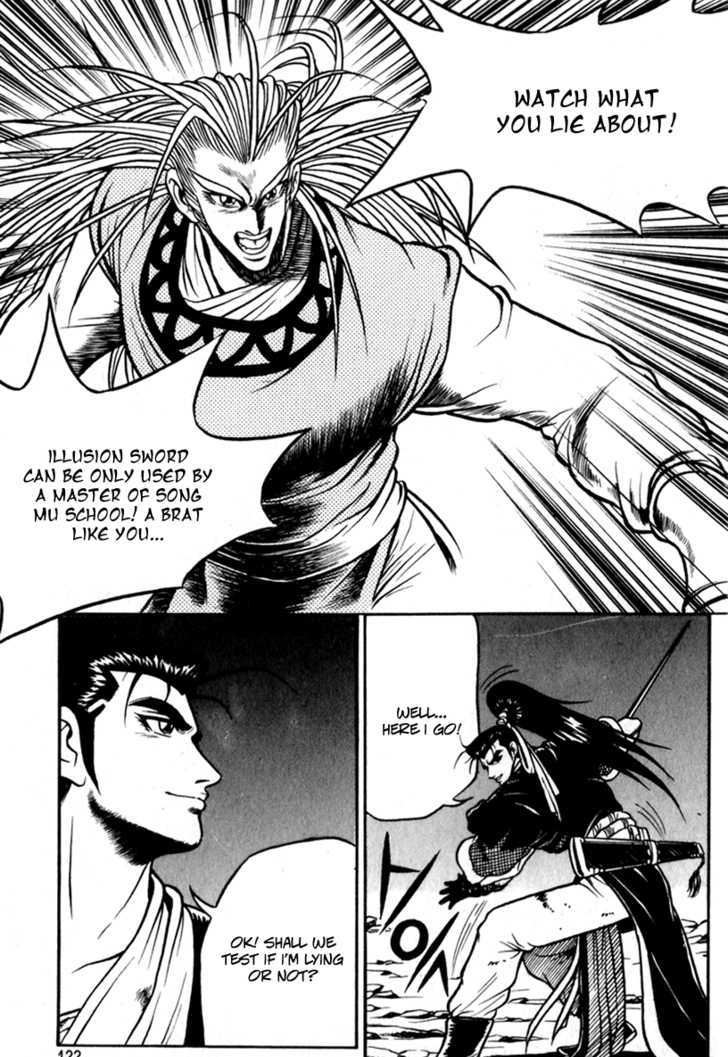 WATCH WHAT
YOU LIE ABOUT!
ILLUSION SWORD
CAN BE ONLY USED BY
A MASTER OF SONG
MU SCHOOL! A BRAT
LIKE YOU...
WELL...
HERE I GO!
OK! SHALL WE
TEST IF I'M LYING
OR NOT?
122